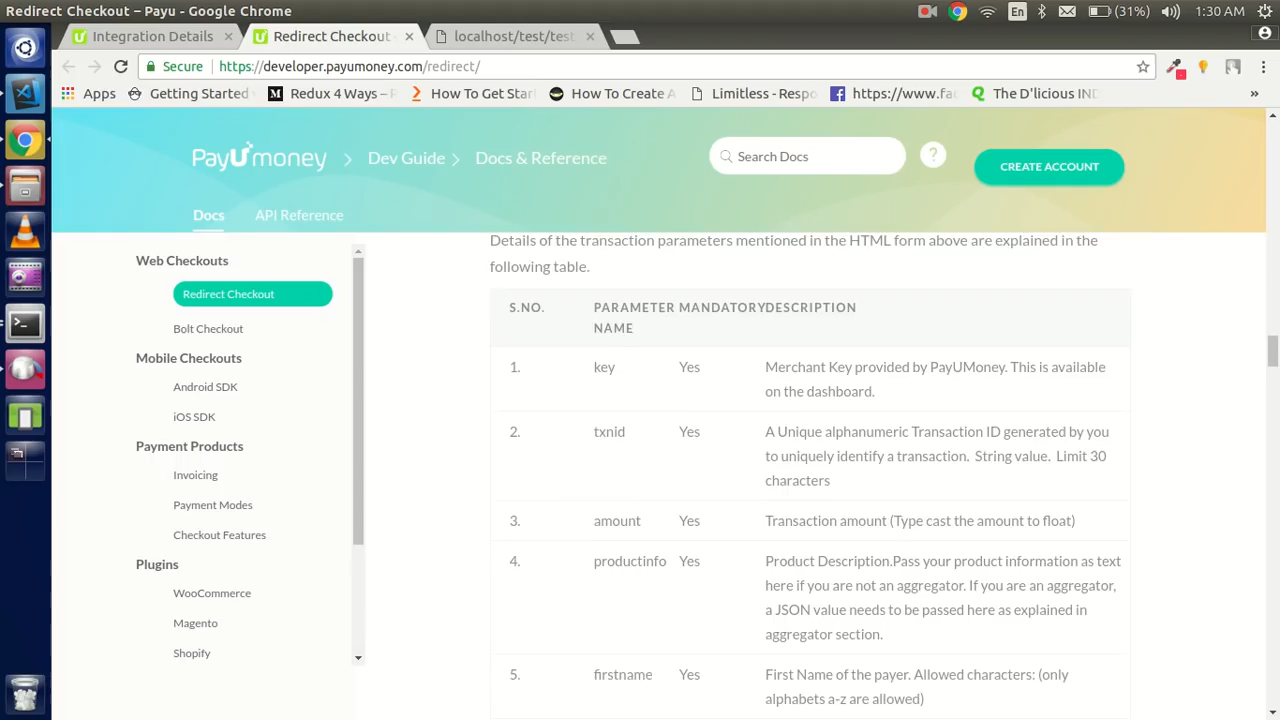 Redirect Checkout – Payu - Google Chrome
En
(31%)
1:30 AM
Integration Details
Redirect Checkout -
localhost/test/test
Secure
https://developer.payumoney.com/redirect/
Apps
Getting Started
Redux 4 Ways –
How To Get Star
How To Create A
Limitless - Respo
https://www.fac
The D'licious IN
»
PayUmoney
Dev Guide
Docs & Reference
Search Docs
?
CREATE ACCOUNT
Docs
API Reference
Web Checkouts
Redirect Checkout
Bolt Checkout
Mobile Checkouts
Android SDK
iOS SDK
Payment Products
Invoicing
Payment Modes
Checkout Features
Plugins
WooCommerce
Magento
Shopify
Details of the transaction parameters mentioned in the HTML form above are explained in the
following table.
S.NO. PARAMETER MANDATORYDESCRIPTION
NAME
1. key Yes Merchant Key provided by PayUMoney. This is available
on the dashboard.
2. txnid Yes A Unique alphanumeric Transaction ID generated by you
to uniquely identify a transaction. String value. Limit 30
characters
3. amount Yes Transaction amount (Type cast the amount to float)
4. productinfo Yes Product Description.Pass your product information as text
here if you are not an aggregator. If you are an aggregator,
a JSON value needs to be passed here as explained in
aggregator section.
5. firstname Yes First Name of the payer. Allowed characters: (only
alphabets a-z are allowed)